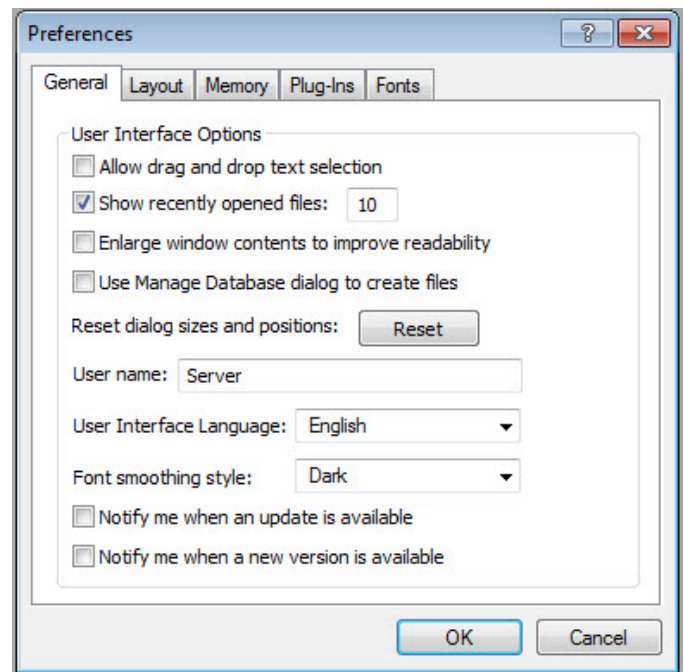 Preferences
General Layout Memory Plug-Ins Fonts
User Interface Options
Allow drag and drop text selection
Show recently opened files: 10
Enlarge window contents to improve readability
Use Manage Database dialog to create files
Reset dialog sizes and positions: Reset
User name: Server
User Interface Language: English
Font smoothing style: Dark
Notify me when an update is available
Notify me when a new version is available
OK Cancel